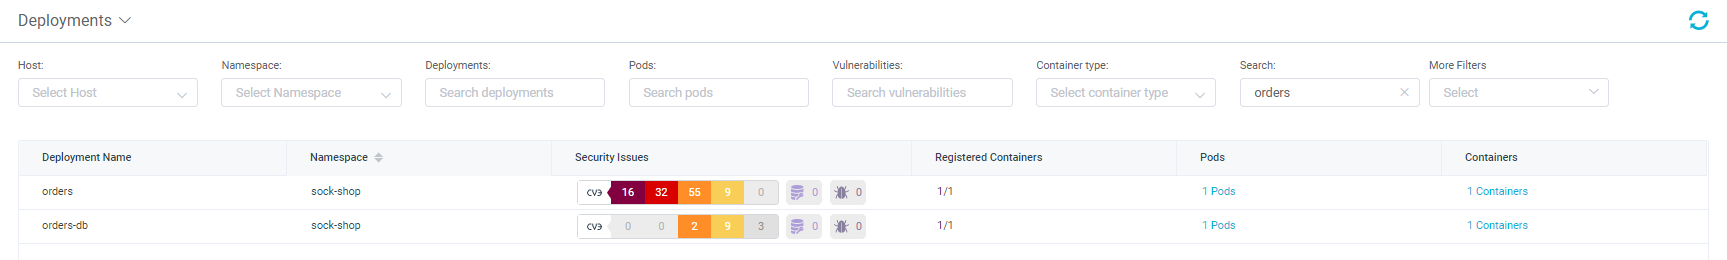 Deployments
Host: Namespace: Deployments: Pods: Vulnerabilities: Container type: Search: More Filters
Select Host Select Namespace Search deployments Search pods Search vulnerabilities Select container type orders Select
Deployment Name Namespace Security Issues Registered Containers Pods Containers
orders sock-shop CVE 16 32 55 9 0 0 0 1/1 1 Pods 1 Containers
orders-db sock-shop CVE 0 0 2 9 3 0 0 1/1 1 Pods 1 Containers